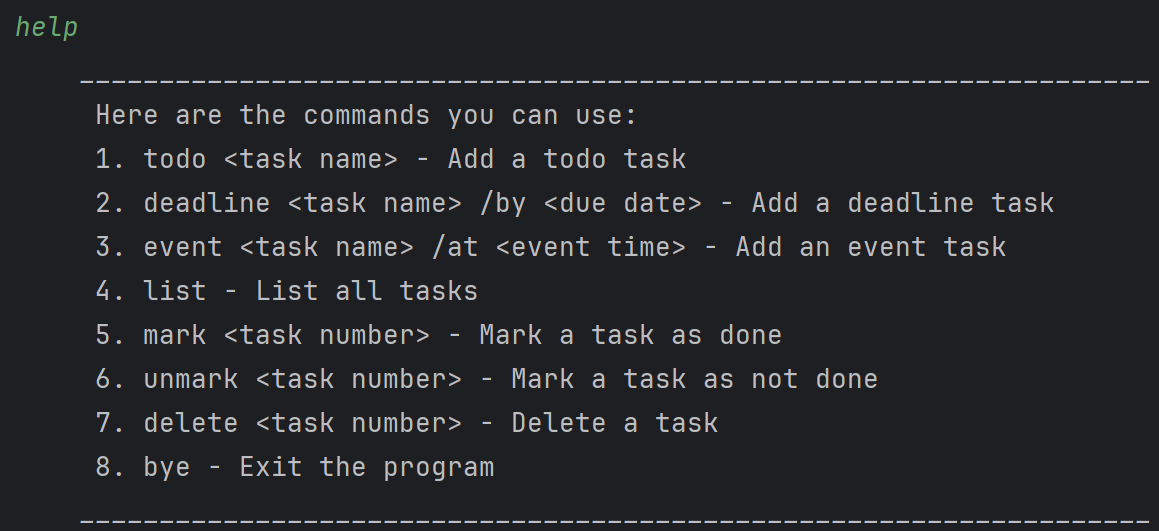 help
____________________________________________________________________
Here are the commands you can use:
1. todo <task name> - Add a todo task
2. deadline <task name> /by <due date> - Add a deadline task
3. event <task name> /at <event time> - Add an event task
4. list - List all tasks
5. mark <task number> - Mark a task as done
6. unmark <task number> - Mark a task as not done
7. delete <task number> - Delete a task
8. bye - Exit the program
____________________________________________________________________